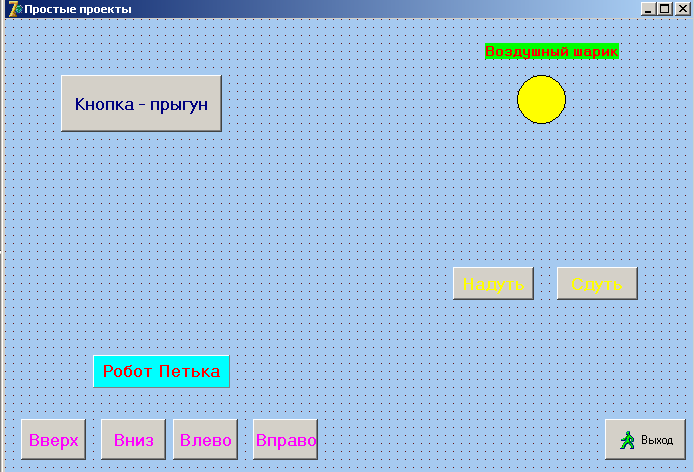 Простые проекты
Воздушный шарик
Кнопка - прыгун
Надуть
Сдуть
Робот Петька
Вверх
Вниз
Влево
Вправо
Выход